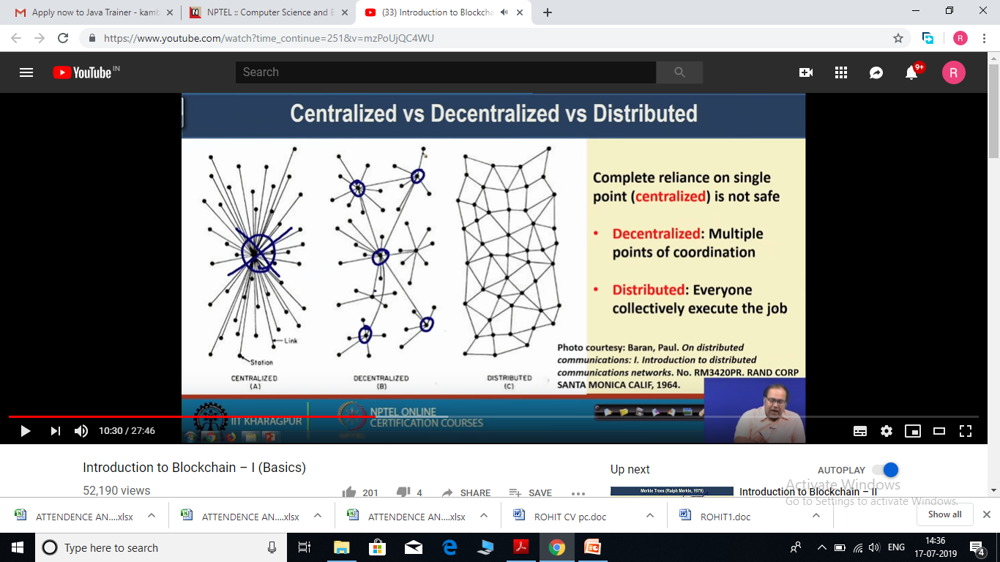 Apply now to Java Trainer - kamb
NPTEL :: Computer Science and E
(33) Introduction to Blockcha
https://www.youtube.com/watch?time_continue=251&v=mzPoUjQC4WU
R
YouTube IN
Search
9+
R
Centralized vs Decentralized vs Distributed
Complete reliance on single
point (centralized) is not safe
• Decentralized: Multiple
points of coordination
• Distributed: Everyone
collectively execute the job
Link
Station
CENTRALIZED
(A)
DECENTRALIZED
(B)
DISTRIBUTED
(C)
Photo courtesy: Baran, Paul. On distributed
communications: I. Introduction to distributed
communications networks. No. RM3420PR. RAND CORP
SANTA MONICA CALIF, 1964.
IIT KHARAGPUR
NPTEL ONLINE
CERTIFICATION COURSES
10:30 / 27:46
Introduction to Blockchain – I (Basics)
52,190 views
201
4
SHARE
SAVE
Up next
AUTOPLAY
Merkle Trees (Ralph Merkle, 1979)
Introduction to Blockchain – II
Activate Windows
Go to Settings to activate Windows.
ATTENDENCE AN....xlsx
ATTENDENCE AN....xlsx
ATTENDENCE AN....xlsx
ROHIT CV pc.doc
ROHIT1.doc
Show all
Type here to search
ENG
14:36
17-07-2019
4